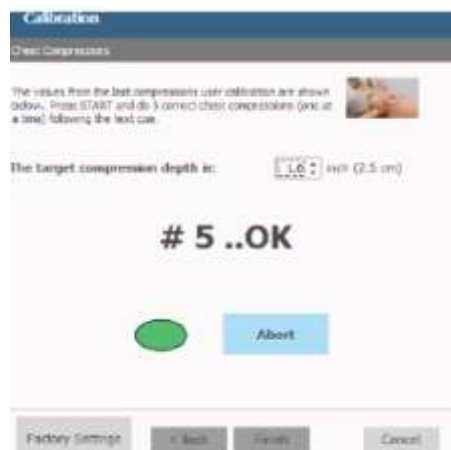 Calibration
Chest Compressions
The values from the last compressions user calibration are shown
below. Press START and do 5 correct chest compressions (one at
a time) following the text cue.
The target compression depth is:
inch (2.5 cm)
# 5 ..OK
Abort
Factory Settings
< Back
Finish
Cancel